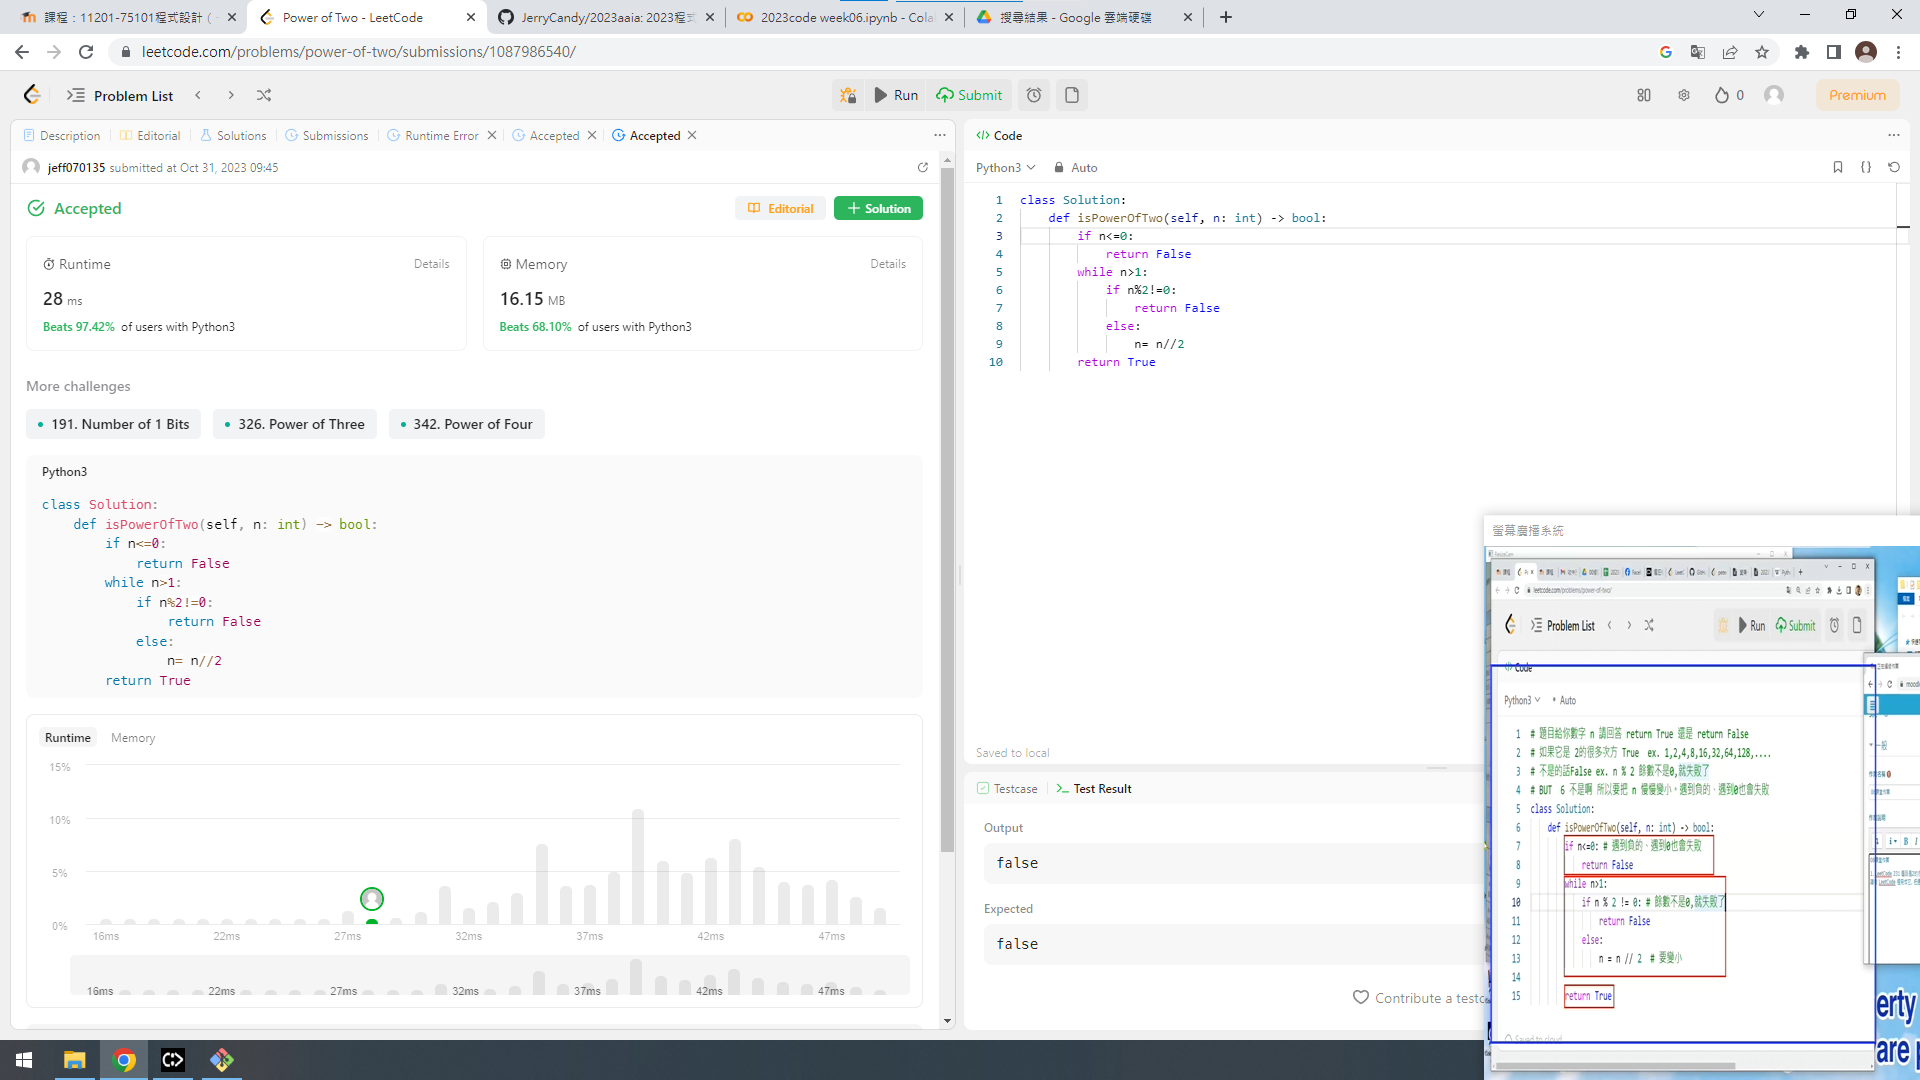 課程：11201-75101程式設計 (
Power of Two - LeetCode
JerryCandy/2023aaia: 2023程式
2023code week06.ipynb - Cola
搜尋結果 - Google 雲端硬碟
leetcode.com/problems/power-of-two/submissions/1087986540/
Problem List
Run
Submit
0
Premium
Description
Editorial
Solutions
Submissions
Runtime Error
Accepted
Accepted
jeff070135 submitted at Oct 31, 2023 09:45
Accepted
Editorial
Solution
Runtime
Details
28 ms
Beats 97.42% of users with Python3
Memory
Details
16.15 MB
Beats 68.10% of users with Python3
More challenges
191. Number of 1 Bits
326. Power of Three
342. Power of Four
Python3
class Solution:
def isPowerOfTwo(self, n: int) -> bool:
if n<=0:
return False
while n>1:
if n%2!=0:
return False
else:
n= n//2
return True
Runtime
Memory
15%
10%
5%
0%
16ms 22ms 27ms 32ms 37ms 42ms 47ms
16ms 22ms 27ms 32ms 37ms 42ms 47ms
</> Code
Python3
Auto
1 class Solution:
2 def isPowerOfTwo(self, n: int) -> bool:
3 if n<=0:
4 return False
5 while n>1:
6 if n%2!=0:
7 return False
8 else:
9 n= n//2
10 return True
Saved to local
Testcase
Test Result
Output
false
Expected
false
Contribute a testc
螢幕廣播系統
leetcode.com/problems/power-of-two/
Problem List
Run
Submit
Code
Python3
Auto
1 # 題目給你數字 n 請回答 return True 還是 return False
2 # 如果它是 2的很多次方 True ex. 1,2,4,8,16,32,64,128,....
3 # 不是的話False ex. n % 2 餘數不是0,就失敗了
4 # BUT 6 不是啊 所以要把 n 慢慢變小。遇到負的、遇到0也會失敗
5 class Solution:
6 def isPowerOfTwo(self, n: int) -> bool:
7 if n<=0: # 遇到負的、遇到0也會失敗
8 return False
9 while n>1:
10 if n % 2 != 0: # 餘數不是0,就失敗了
11 return False
12 else:
13 n = n // 2 # 要變小
14
15 return True
Saved to cloud
erty
are p